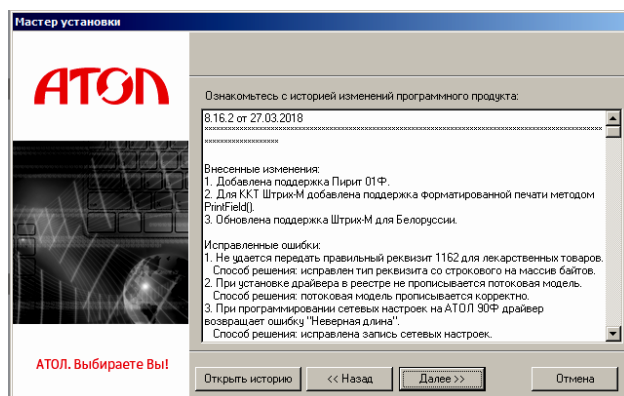 Мастер установки
АТОЛ
Ознакомьтесь с историей изменений программного продукта:
8.16.2 от 27.03.2018
Внесенные изменения:
1. Добавлена поддержка Пирит 01Ф.
2. Для ККТ Штрих-М добавлена поддержка форматированной печати методом
PrintField().
3. Обновлена поддержка Штрих-М для Белоруссии.
Исправленные ошибки:
1. Не удается передать правильный реквизит 1162 для лекарственных товаров.
Способ решения: исправлен тип реквизита со строкового на массив байтов.
2. При установке драйвера в реестре не прописывается потоковая модель.
Способ решения: потоковая модель прописывается корректно.
3. При программировании сетевых настроек на АТОЛ 90Ф драйвер
возвращает ошибку "Неверная длина".
Способ решения: исправлена запись сетевых настроек.
АТОЛ. Выбираете Вы!
Открыть историю
<< Назад
Далее >>
Отмена